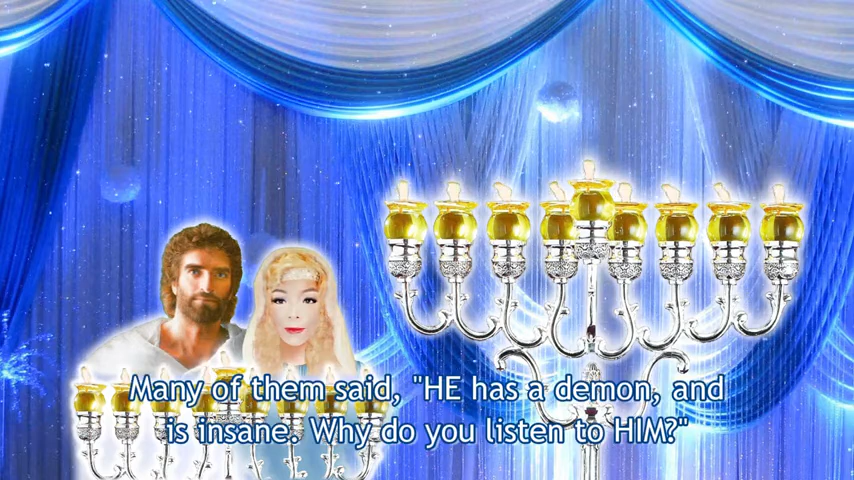 Many of them said, "HE has a demon, and
is insane. Why do you listen to HIM?"